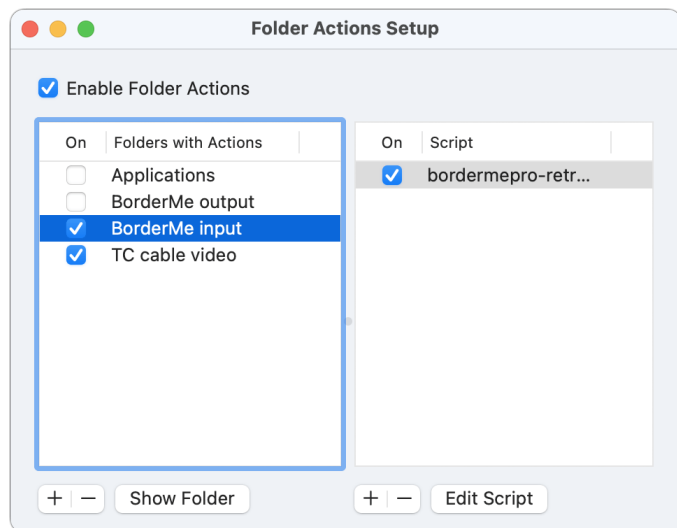 Folder Actions Setup
Enable Folder Actions
On Folders with Actions
Applications
BorderMe output
BorderMe input
TC cable video
On Script
bordermepro-retr...
+ − Show Folder
+ − Edit Script